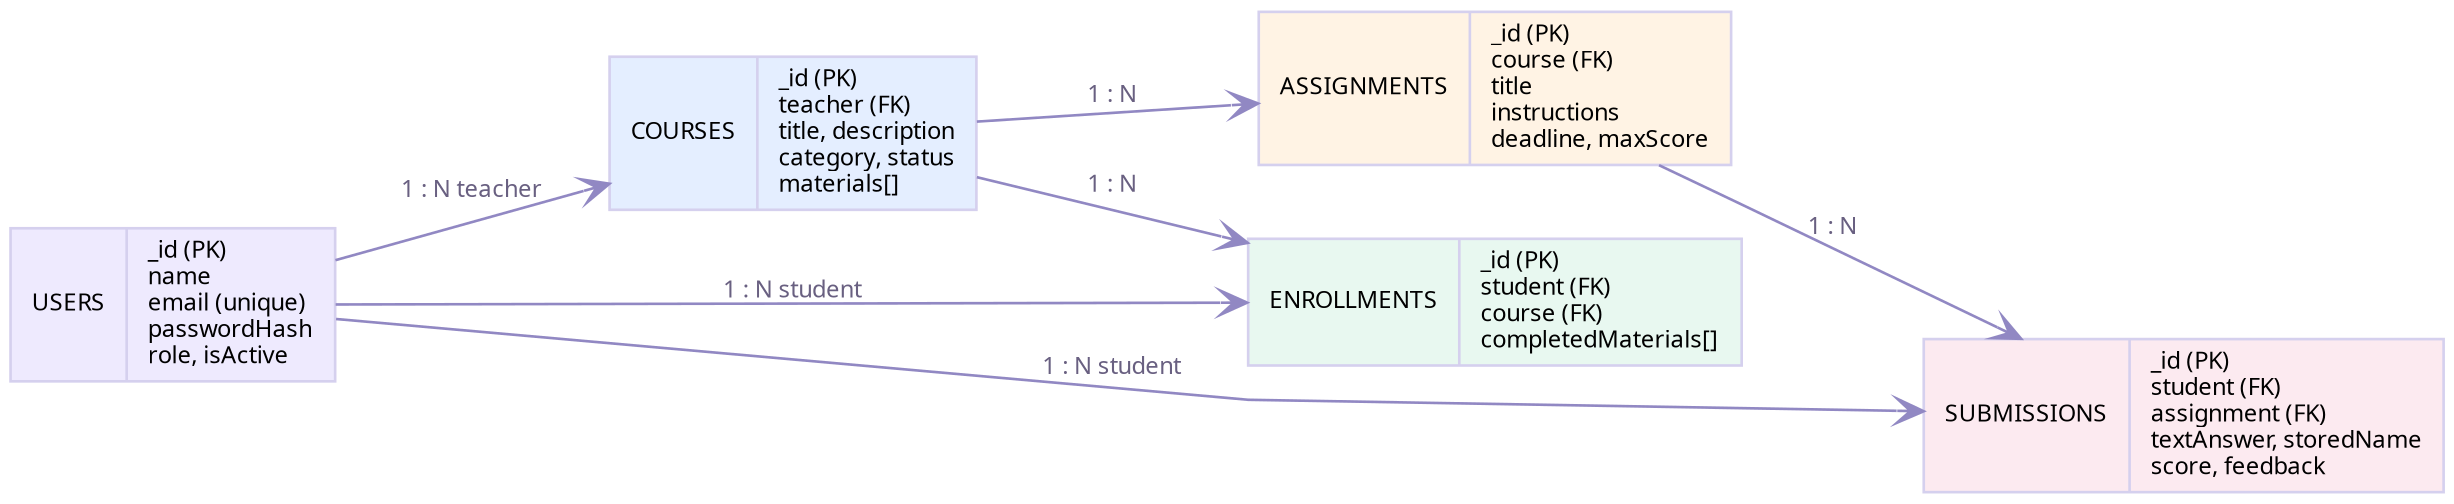 USERS
_id (PK)
name
email (unique)
passwordHash
role, isActive
1 : N teacher
1 : N student
1 : N student
COURSES
_id (PK)
teacher (FK)
title, description
category, status
materials[]
1 : N
1 : N
ASSIGNMENTS
_id (PK)
course (FK)
title
instructions
deadline, maxScore
1 : N
ENROLLMENTS
_id (PK)
student (FK)
course (FK)
completedMaterials[]
SUBMISSIONS
_id (PK)
student (FK)
assignment (FK)
textAnswer, storedName
score, feedback